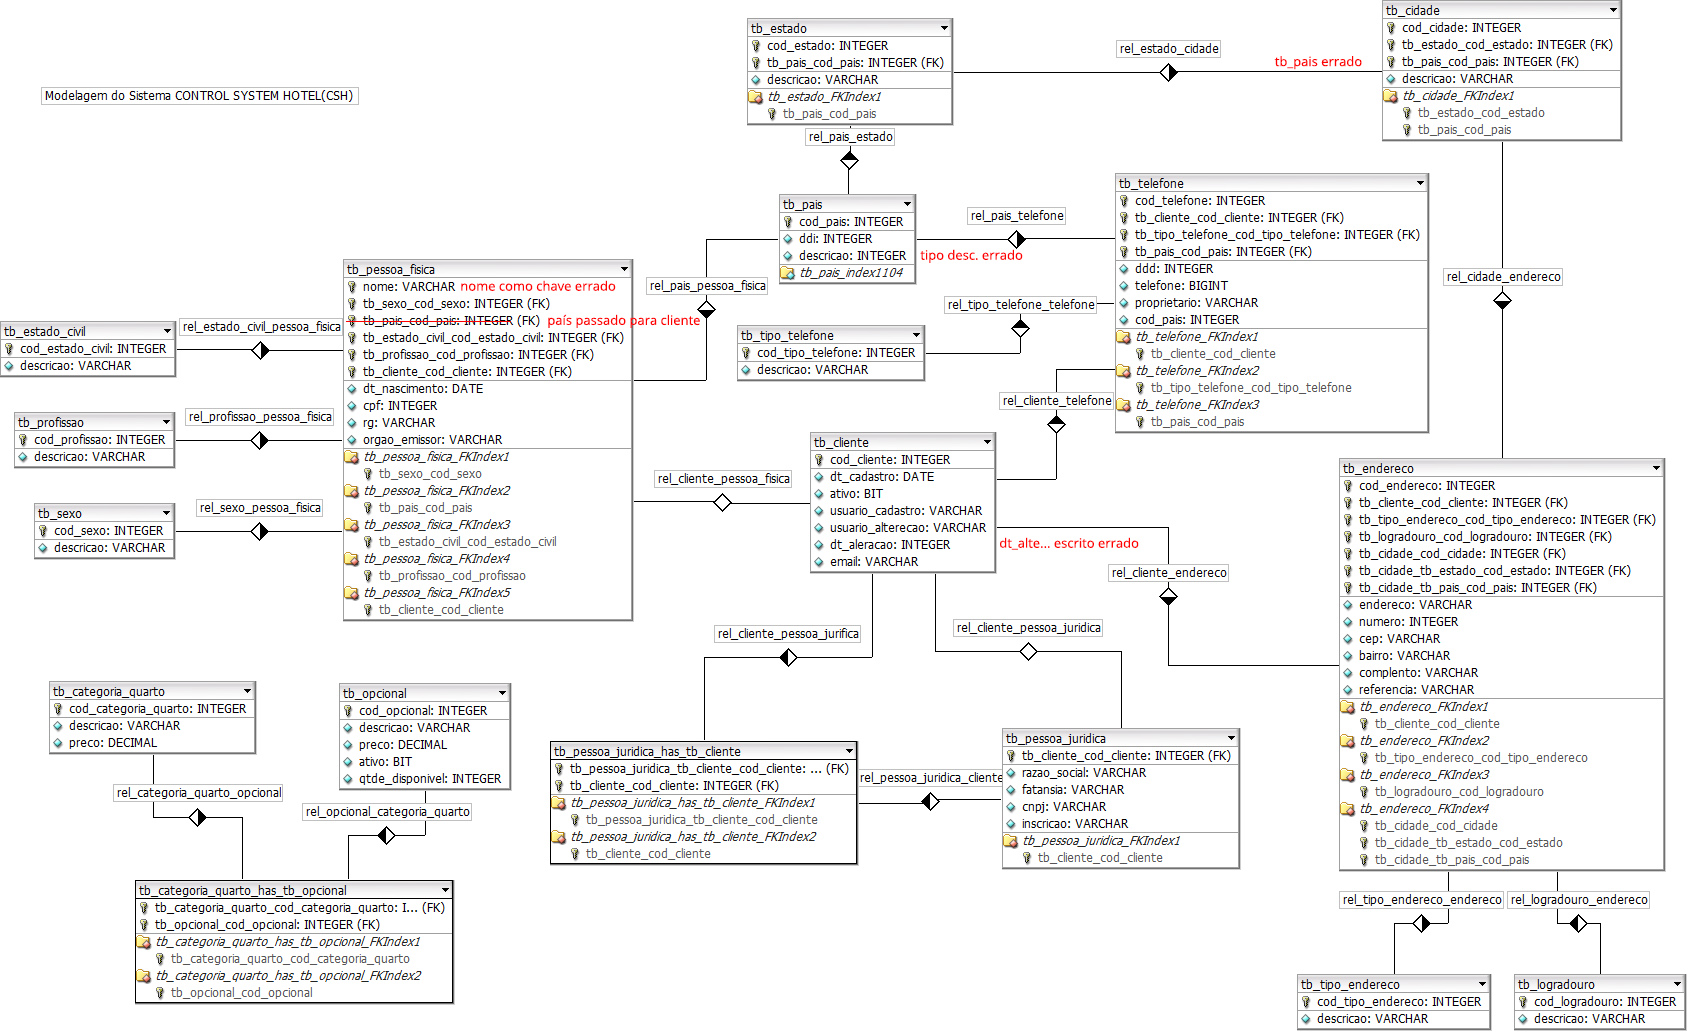 Modelagem do Sistema CONTROL SYSTEM HOTEL(CSH)
tb_estado
cod_estado: INTEGER
tb_pais_cod_pais: INTEGER (FK)
descricao: VARCHAR
tb_estado_FKIndex1
tb_pais_cod_pais
rel_estado_cidade
tb_pais errado
tb_cidade
cod_cidade: INTEGER
tb_estado_cod_estado: INTEGER (FK)
tb_pais_cod_pais: INTEGER (FK)
descricao: VARCHAR
tb_cidade_FKIndex1
tb_estado_cod_estado
tb_pais_cod_pais
rel_pais_estado
tb_pais
cod_pais: INTEGER
ddi: INTEGER
descricao: INTEGER
tb_pais_index1104
tipo desc. errado
rel_pais_telefone
tb_telefone
cod_telefone: INTEGER
tb_cliente_cod_cliente: INTEGER (FK)
tb_tipo_telefone_cod_tipo_telefone: INTEGER (FK)
tb_pais_cod_pais: INTEGER (FK)
ddd: INTEGER
telefone: BIGINT
proprietario: VARCHAR
cod_pais: INTEGER
tb_telefone_FKIndex1
tb_cliente_cod_cliente
tb_telefone_FKIndex2
tb_tipo_telefone_cod_tipo_telefone
tb_telefone_FKIndex3
tb_pais_cod_pais
rel_cidade_endereco
tb_pessoa_fisica
nome: VARCHAR nome como chave errado
tb_sexo_cod_sexo: INTEGER (FK)
tb_pais_cod_pais: INTEGER (FK) país passado para cliente
tb_estado_civil_cod_estado_civil: INTEGER (FK)
tb_profissao_cod_profissao: INTEGER (FK)
tb_cliente_cod_cliente: INTEGER (FK)
dt_nascimento: DATE
cpf: INTEGER
rg: VARCHAR
orgao_emissor: VARCHAR
tb_pessoa_fisica_FKIndex1
tb_sexo_cod_sexo
tb_pessoa_fisica_FKIndex2
tb_pais_cod_pais
tb_pessoa_fisica_FKIndex3
tb_estado_civil_cod_estado_civil
tb_pessoa_fisica_FKIndex4
tb_profissao_cod_profissao
tb_pessoa_fisica_FKIndex5
tb_cliente_cod_cliente
rel_pais_pessoa_fisica
rel_tipo_telefone_telefone
tb_tipo_telefone
cod_tipo_telefone: INTEGER
descricao: VARCHAR
tb_estado_civil
cod_estado_civil: INTEGER
descricao: VARCHAR
rel_estado_civil_pessoa_fisica
tb_profissao
cod_profissao: INTEGER
descricao: VARCHAR
rel_profissao_pessoa_fisica
tb_sexo
cod_sexo: INTEGER
descricao: VARCHAR
rel_sexo_pessoa_fisica
rel_cliente_telefone
rel_cliente_pessoa_fisica
tb_cliente
cod_cliente: INTEGER
dt_cadastro: DATE
ativo: BIT
usuario_cadastro: VARCHAR
usuario_alterecao: VARCHAR
dt_aleracao: INTEGER
email: VARCHAR
dt_alte... escrito errado
rel_cliente_endereco
tb_endereco
cod_endereco: INTEGER
tb_cliente_cod_cliente: INTEGER (FK)
tb_tipo_endereco_cod_tipo_endereco: INTEGER (FK)
tb_logradouro_cod_logradouro: INTEGER (FK)
tb_cidade_cod_cidade: INTEGER (FK)
tb_cidade_tb_estado_cod_estado: INTEGER (FK)
tb_cidade_tb_pais_cod_pais: INTEGER (FK)
endereco: VARCHAR
numero: INTEGER
cep: VARCHAR
bairro: VARCHAR
complento: VARCHAR
referencia: VARCHAR
tb_endereco_FKIndex1
tb_cliente_cod_cliente
tb_endereco_FKIndex2
tb_tipo_endereco_cod_tipo_endereco
tb_endereco_FKIndex3
tb_logradouro_cod_logradouro
tb_endereco_FKIndex4
tb_cidade_cod_cidade
tb_cidade_tb_estado_cod_estado
tb_cidade_tb_pais_cod_pais
rel_cliente_pessoa_jurifica
rel_cliente_pessoa_juridica
tb_categoria_quarto
cod_categoria_quarto: INTEGER
descricao: VARCHAR
preco: DECIMAL
tb_opcional
cod_opcional: INTEGER
descricao: VARCHAR
preco: DECIMAL
ativo: BIT
qtde_disponivel: INTEGER
rel_categoria_quarto_opcional
rel_opcional_categoria_quarto
tb_pessoa_juridica_has_tb_cliente
tb_pessoa_juridica_tb_cliente_cod_cliente: ... (FK)
tb_cliente_cod_cliente: INTEGER (FK)
tb_pessoa_juridica_has_tb_cliente_FKIndex1
tb_pessoa_juridica_tb_cliente_cod_cliente
tb_pessoa_juridica_has_tb_cliente_FKIndex2
tb_cliente_cod_cliente
rel_pessoa_juridica_cliente
tb_pessoa_juridica
tb_cliente_cod_cliente: INTEGER (FK)
razao_social: VARCHAR
fatansia: VARCHAR
cnpj: VARCHAR
inscricao: VARCHAR
tb_pessoa_juridica_FKIndex1
tb_cliente_cod_cliente
tb_categoria_quarto_has_tb_opcional
tb_categoria_quarto_cod_categoria_quarto: I... (FK)
tb_opcional_cod_opcional: INTEGER (FK)
tb_categoria_quarto_has_tb_opcional_FKIndex1
tb_categoria_quarto_cod_categoria_quarto
tb_categoria_quarto_has_tb_opcional_FKIndex2
tb_opcional_cod_opcional
rel_tipo_endereco_endereco
rel_logradouro_endereco
tb_tipo_endereco
cod_tipo_endereco: INTEGER
descricao: VARCHAR
tb_logradouro
cod_logradouro: INTEGER
descricao: VARCHAR